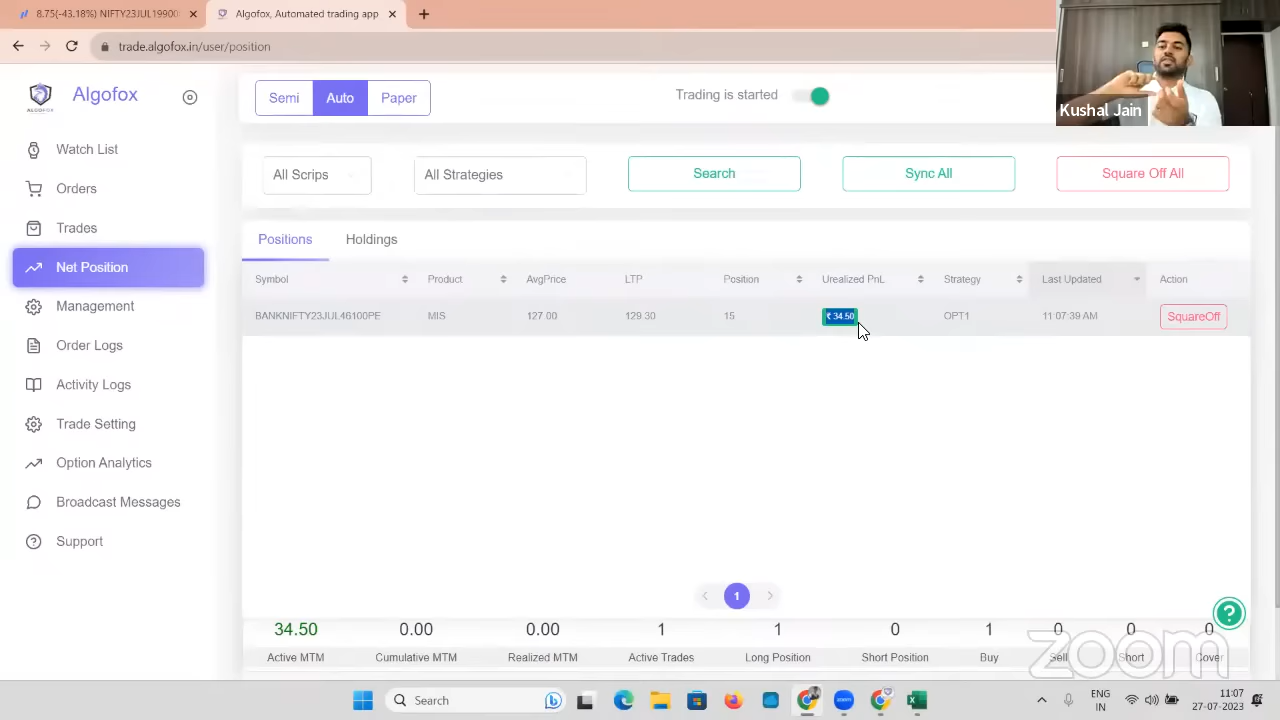 8.75(-43.18%) NIFTY23JUL19900
Algofox, Automated trading app
trade.algofox.in/user/position
Kushal Jain
ALGOFOX
Algofox
Semi
Auto
Paper
Trading is started
Watch List
Orders
Trades
Net Position
Management
Order Logs
Activity Logs
Trade Setting
Option Analytics
Broadcast Messages
Support
All Scrips
All Strategies
Search
Sync All
Square Off All
Positions
Holdings
Symbol Product AvgPrice LTP Position Urealized PnL Strategy Last Updated Action
BANKNIFTY23JUL46100PE MIS 127.00 129.30 15 ₹ 34.50 OPT1 11 07:39 AM SquareOff
1
34.50 0.00 0.00 1 1 0 1 0 0 0
Active MTM Cumulative MTM Realized MTM Active Trades Long Position Short Position Buy Sell Short Cover
?
zoom
Search
ENG
IN
11:07
27-07-2023